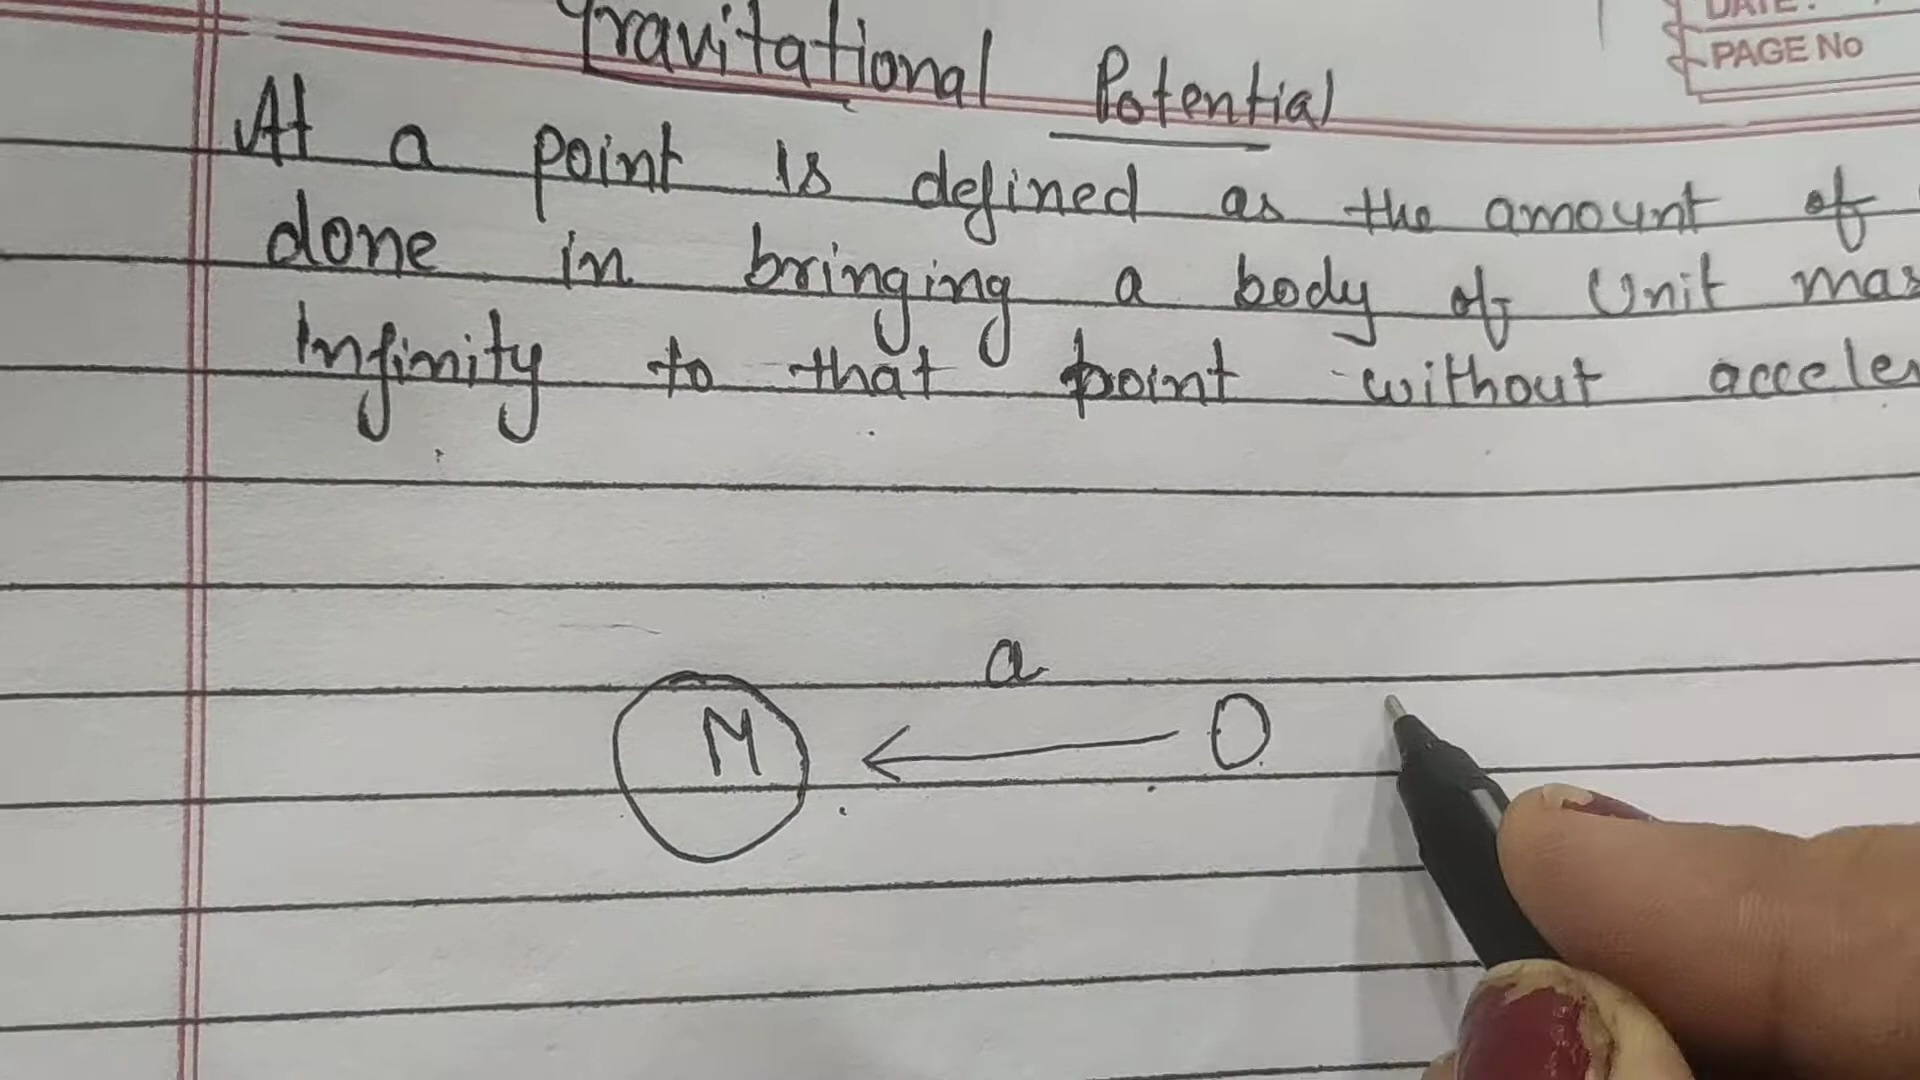 DATE:
PAGE No
Gravitational Potential
At a point is defined as the amount of
done in bringing a body of Unit mas
Infinity to that point without acceler
a
M